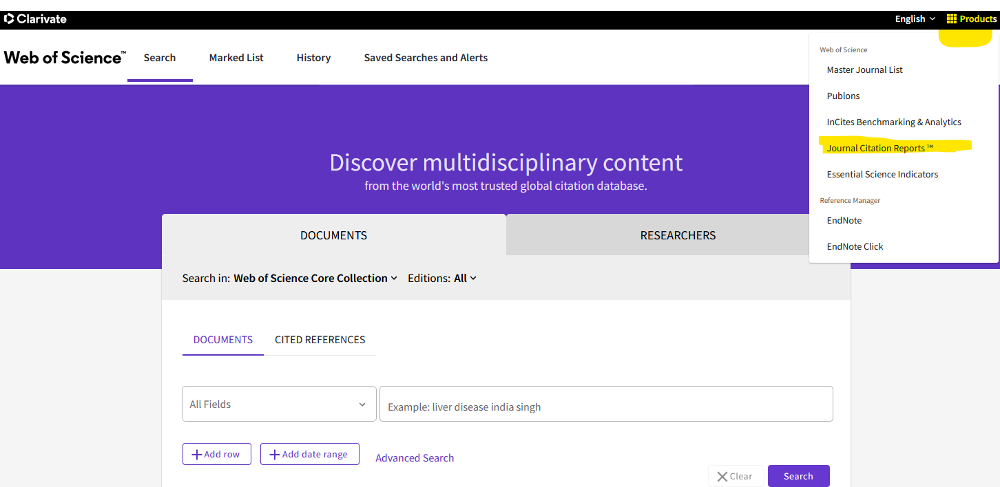 Clarivate
English
Products
Web of Science™
Search
Marked List
History
Saved Searches and Alerts
Web of Science
Master Journal List
Publons
InCites Benchmarking & Analytics
Journal Citation Reports ™
Essential Science Indicators
Reference Manager
EndNote
EndNote Click
Discover multidisciplinary content
from the world's most trusted global citation database.
DOCUMENTS
RESEARCHERS
Search in: Web of Science Core Collection
Editions: All
DOCUMENTS
CITED REFERENCES
All Fields
Example: liver disease india singh
+ Add row
+ Add date range
Advanced Search
Clear
Search